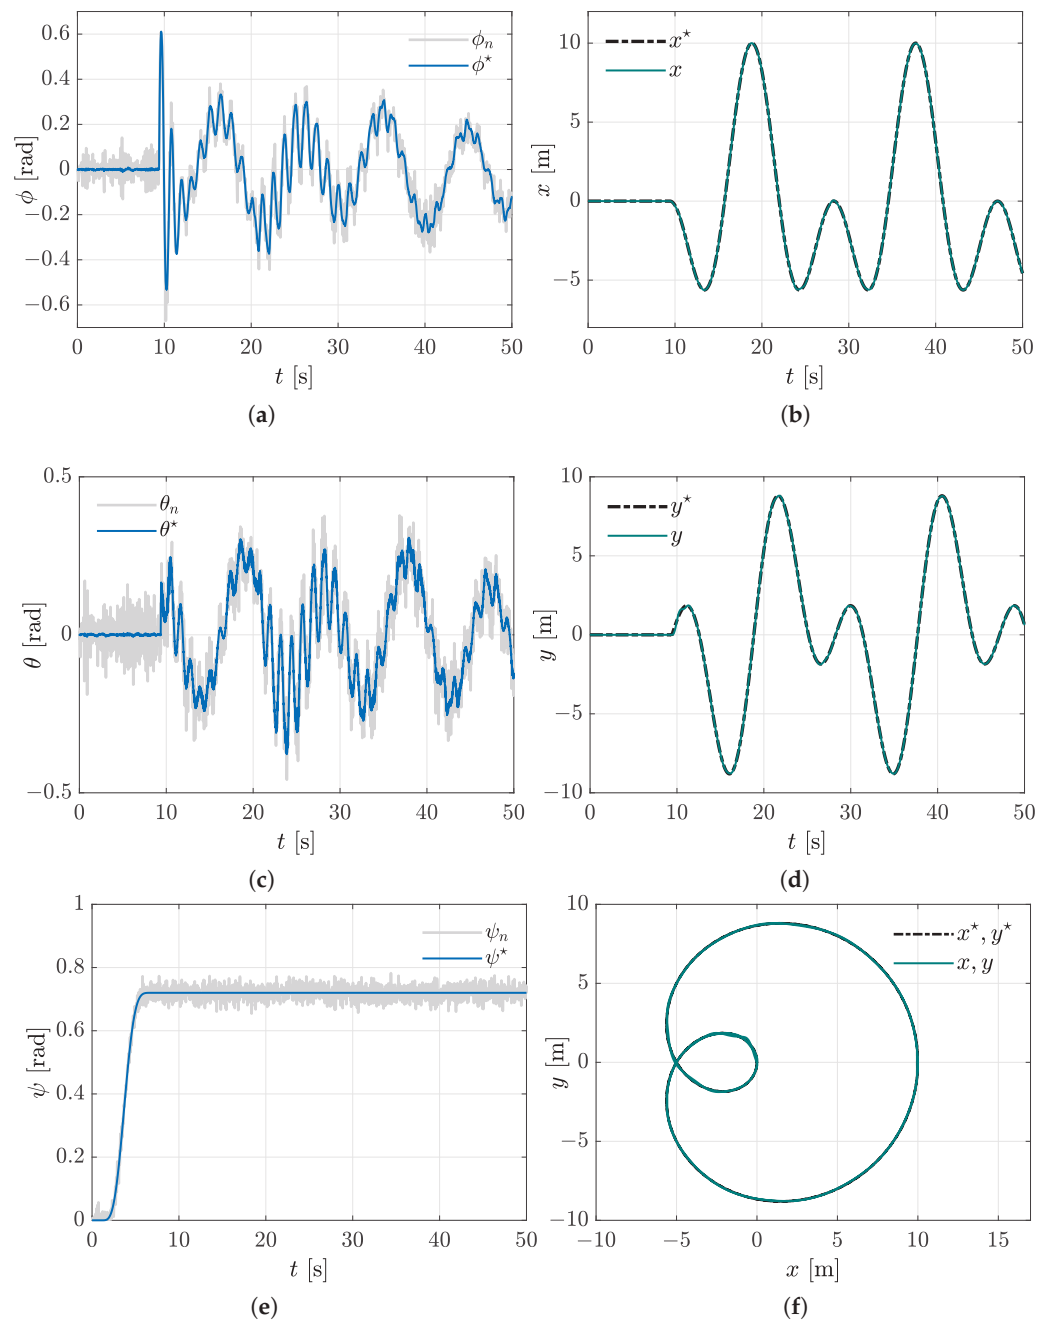 0.6
0.4
0.2
0
−0.2
−0.4
−0.6
ϕ [rad]
ϕₙ
ϕ⋆
0 10 20 30 40 50
t [s]
(a)
10
5
0
−5
x [m]
x⋆
x
0 10 20 30 40 50
t [s]
(b)
0.5
0
−0.5
θ [rad]
θₙ
θ⋆
0 10 20 30 40 50
t [s]
(c)
10
5
0
−5
−10
y [m]
y⋆
y
0 10 20 30 40 50
t [s]
(d)
1
0.8
0.6
0.4
0.2
0
ψ [rad]
ψₙ
ψ⋆
0 10 20 30 40 50
t [s]
(e)
10
5
0
−5
−10
y [m]
x⋆, y⋆
x, y
−10 −5 0 5 10 15
x [m]
(f)